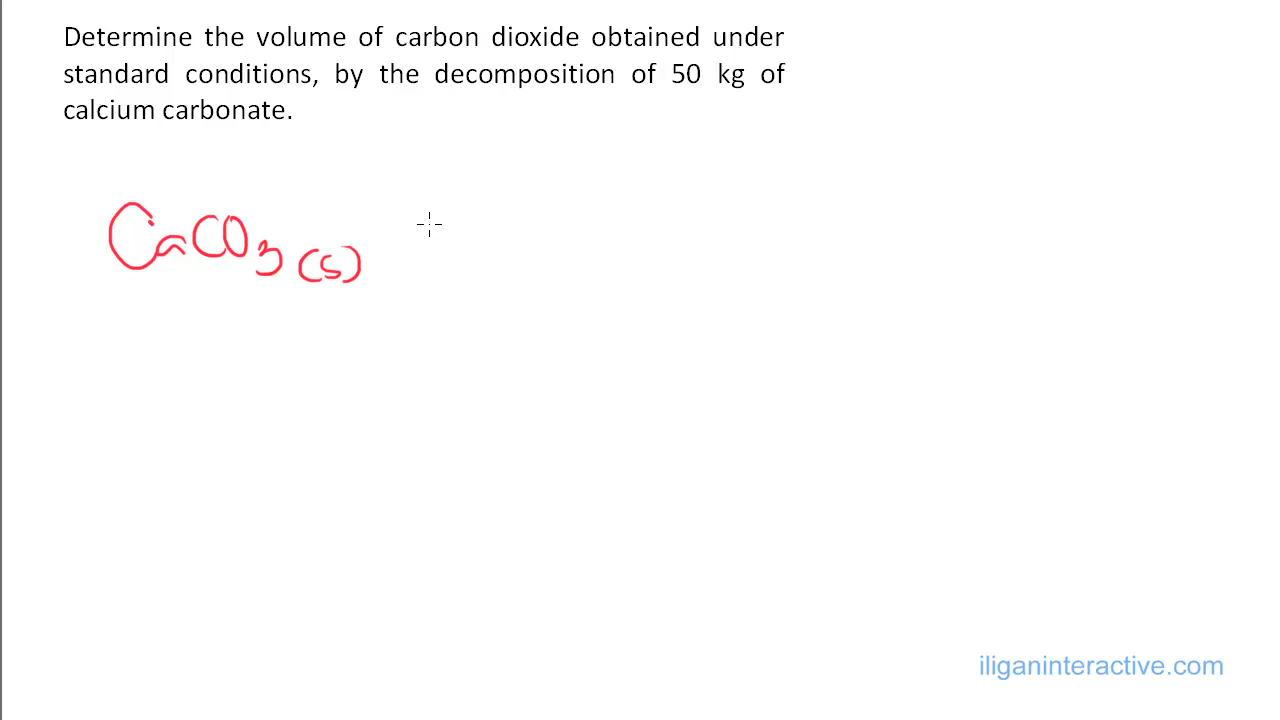 Determine the volume of carbon dioxide obtained under
standard conditions, by the decomposition of 50 kg of
calcium carbonate.
CaCO₃(s)
iliganinteractive.com